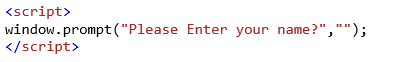 <script>
window.prompt("Please Enter your name?","");
</script>